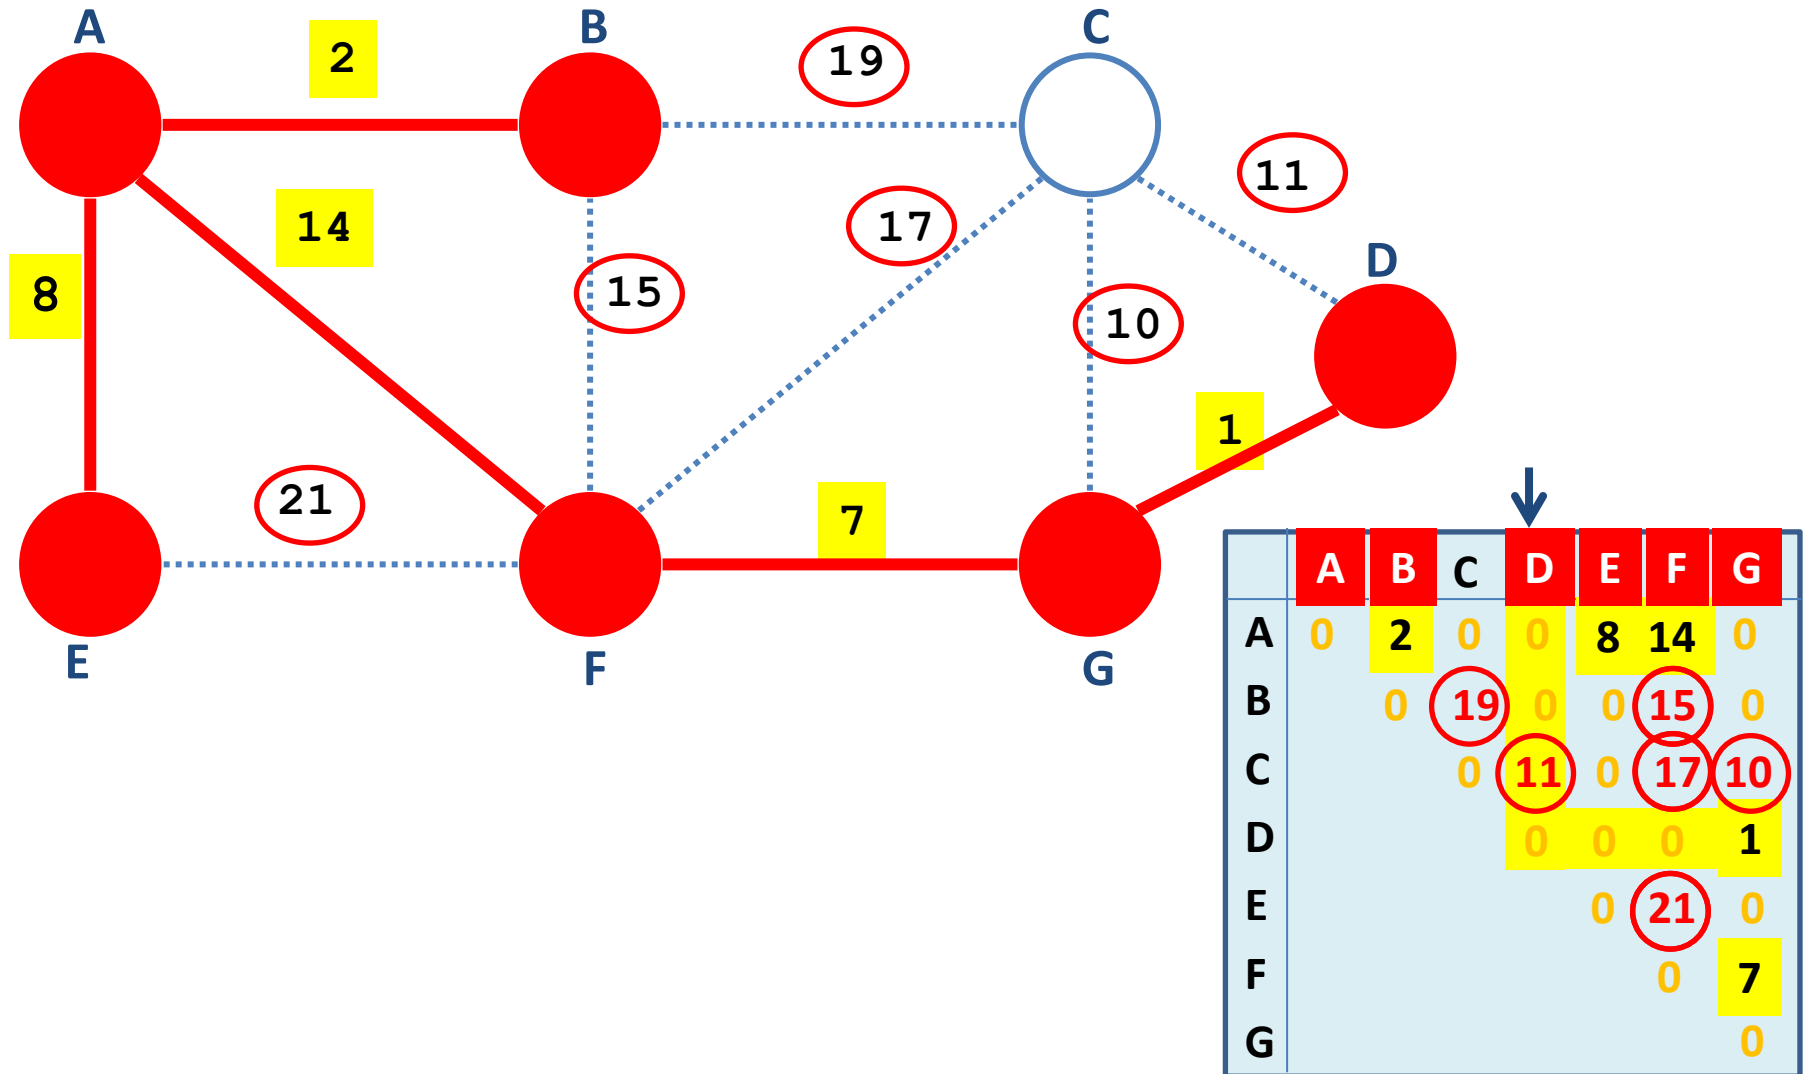 A B C
2 19
11
14 17
D
8 15 10
1
21 7
E F G
A B C D E F G
A 0 2 0 0 8 14 0
B 0 19 0 0 15 0
C 0 11 0 17 10
D 0 0 0 1
E 0 21 0
F 0 7
G 0